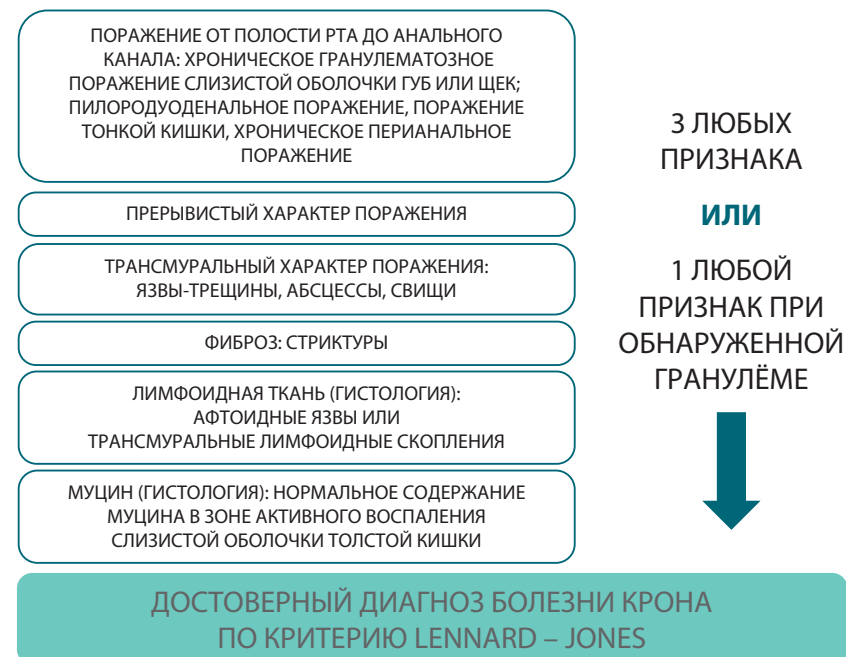 ПОРАЖЕНИЕ ОТ ПОЛОСТИ РТА ДО АНАЛЬНОГО
КАНАЛА: ХРОНИЧЕСКОЕ ГРАНУЛЕМАТОЗНОЕ
ПОРАЖЕНИЕ СЛИЗИСТОЙ ОБОЛОЧКИ ГУБ ИЛИ ЩЕК;
ПИЛОРОДУОДЕНАЛЬНОЕ ПОРАЖЕНИЕ, ПОРАЖЕНИЕ
ТОНКОЙ КИШКИ, ХРОНИЧЕСКОЕ ПЕРИАНАЛЬНОЕ
ПОРАЖЕНИЕ
ПРЕРЫВИСТЫЙ ХАРАКТЕР ПОРАЖЕНИЯ
ТРАНСМУРАЛЬНЫЙ ХАРАКТЕР ПОРАЖЕНИЯ:
ЯЗВЫ-ТРЕЩИНЫ, АБСЦЕССЫ, СВИЩИ
ФИБРОЗ: СТРИКТУРЫ
ЛИМФОИДНАЯ ТКАНЬ (ГИСТОЛОГИЯ):
АФТОИДНЫЕ ЯЗВЫ ИЛИ
ТРАНСМУРАЛЬНЫЕ ЛИМФОИДНЫЕ СКОПЛЕНИЯ
МУЦИН (ГИСТОЛОГИЯ): НОРМАЛЬНОЕ СОДЕРЖАНИЕ
МУЦИНА В ЗОНЕ АКТИВНОГО ВОСПАЛЕНИЯ
СЛИЗИСТОЙ ОБОЛОЧКИ ТОЛСТОЙ КИШКИ
3 ЛЮБЫХ
ПРИЗНАКА
ИЛИ
1 ЛЮБОЙ
ПРИЗНАК ПРИ
ОБНАРУЖЕННОЙ
ГРАНУЛЁМЕ
ДОСТОВЕРНЫЙ ДИАГНОЗ БОЛЕЗНИ КРОНА
ПО КРИТЕРИЮ LENNARD – JONES